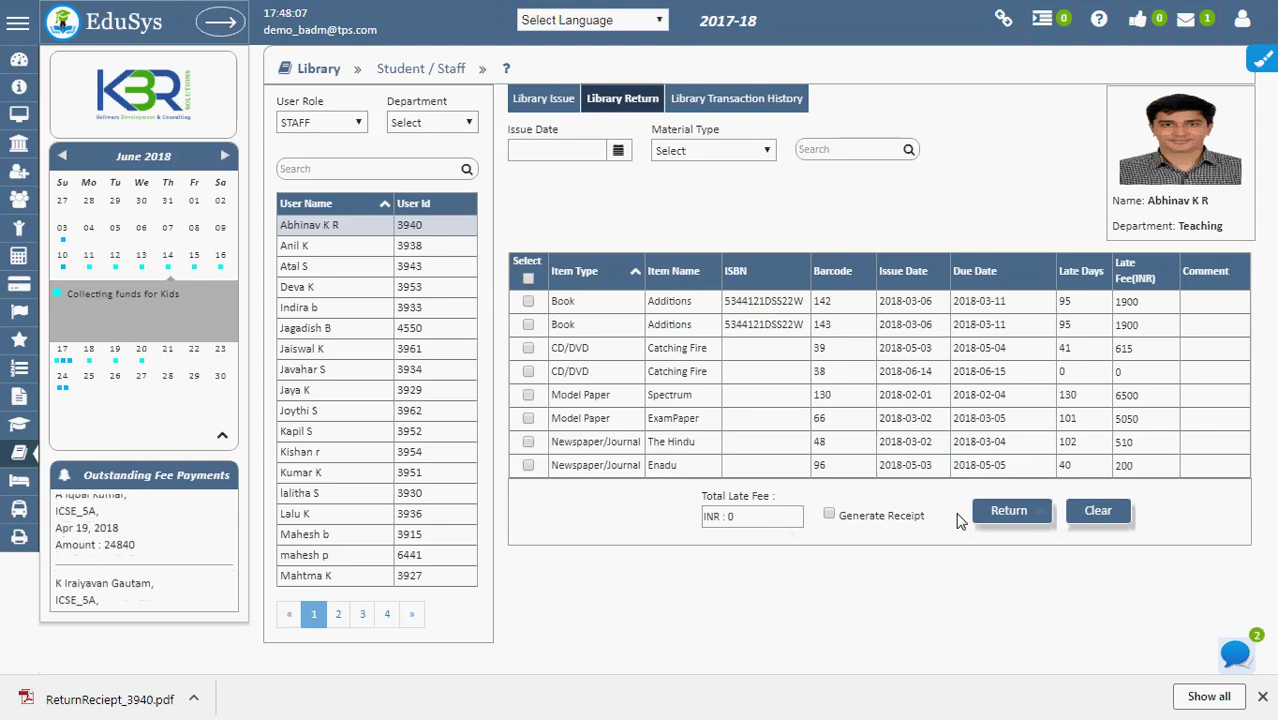 EduSys
17:48:07
demo_badm@tps.com
Select Language
2017-18
0
0
1
K3R
SOLUTIONS
Software Development & Consulting
June 2018
Su Mo Tu We Th Fr Sa
27 28 29 30 31 01 02
03 04 05 06 07 08 09
10 11 12 13 14 15 16
Collecting funds for Kids
17 18 19 20 21 22 23
24 25 26 27 28 29 30
Outstanding Fee Payments
A Iqbal Kumar,
ICSE_5A,
Apr 19, 2018
Amount : 24840
K Iraiyavan Gautam,
ICSE_5A,
Library » Student / Staff » ?
User Role Department
STAFF Select
Search
User Name User Id
Abhinav K R 3940
Anil K 3938
Atal S 3943
Deva K 3953
Indira b 3932
Jagadish B 4550
Jaiswal K 3961
Javahar S 3934
Jaya K 3929
Joythi S 3962
Kapil S 3952
Kishan r 3954
Kumar K 3951
lalitha S 3930
Lalu K 3936
Mahesh b 3915
mahesh p 6441
Mahtma K 3927
« 1 2 3 4 »
Library Issue Library Return Library Transaction History
Issue Date Material Type
Select Search
Name: Abhinav K R
Department: Teaching
Select Item Type Item Name ISBN Barcode Issue Date Due Date Late Days Late Fee(INR) Comment
Book Additions 5344121DSS22W 142 2018-03-06 2018-03-11 95 1900
Book Additions 5344121DSS22W 143 2018-03-06 2018-03-11 95 1900
CD/DVD Catching Fire 39 2018-05-03 2018-05-04 41 615
CD/DVD Catching Fire 38 2018-06-14 2018-06-15 0 0
Model Paper Spectrum 130 2018-02-01 2018-02-04 130 6500
Model Paper ExamPaper 66 2018-03-02 2018-03-05 101 5050
Newspaper/Journal The Hindu 48 2018-03-02 2018-03-04 102 510
Newspaper/Journal Enadu 96 2018-05-03 2018-05-05 40 200
Total Late Fee :
INR : 0
Generate Receipt
Return Clear
2
ReturnReciept_3940.pdf
Show all